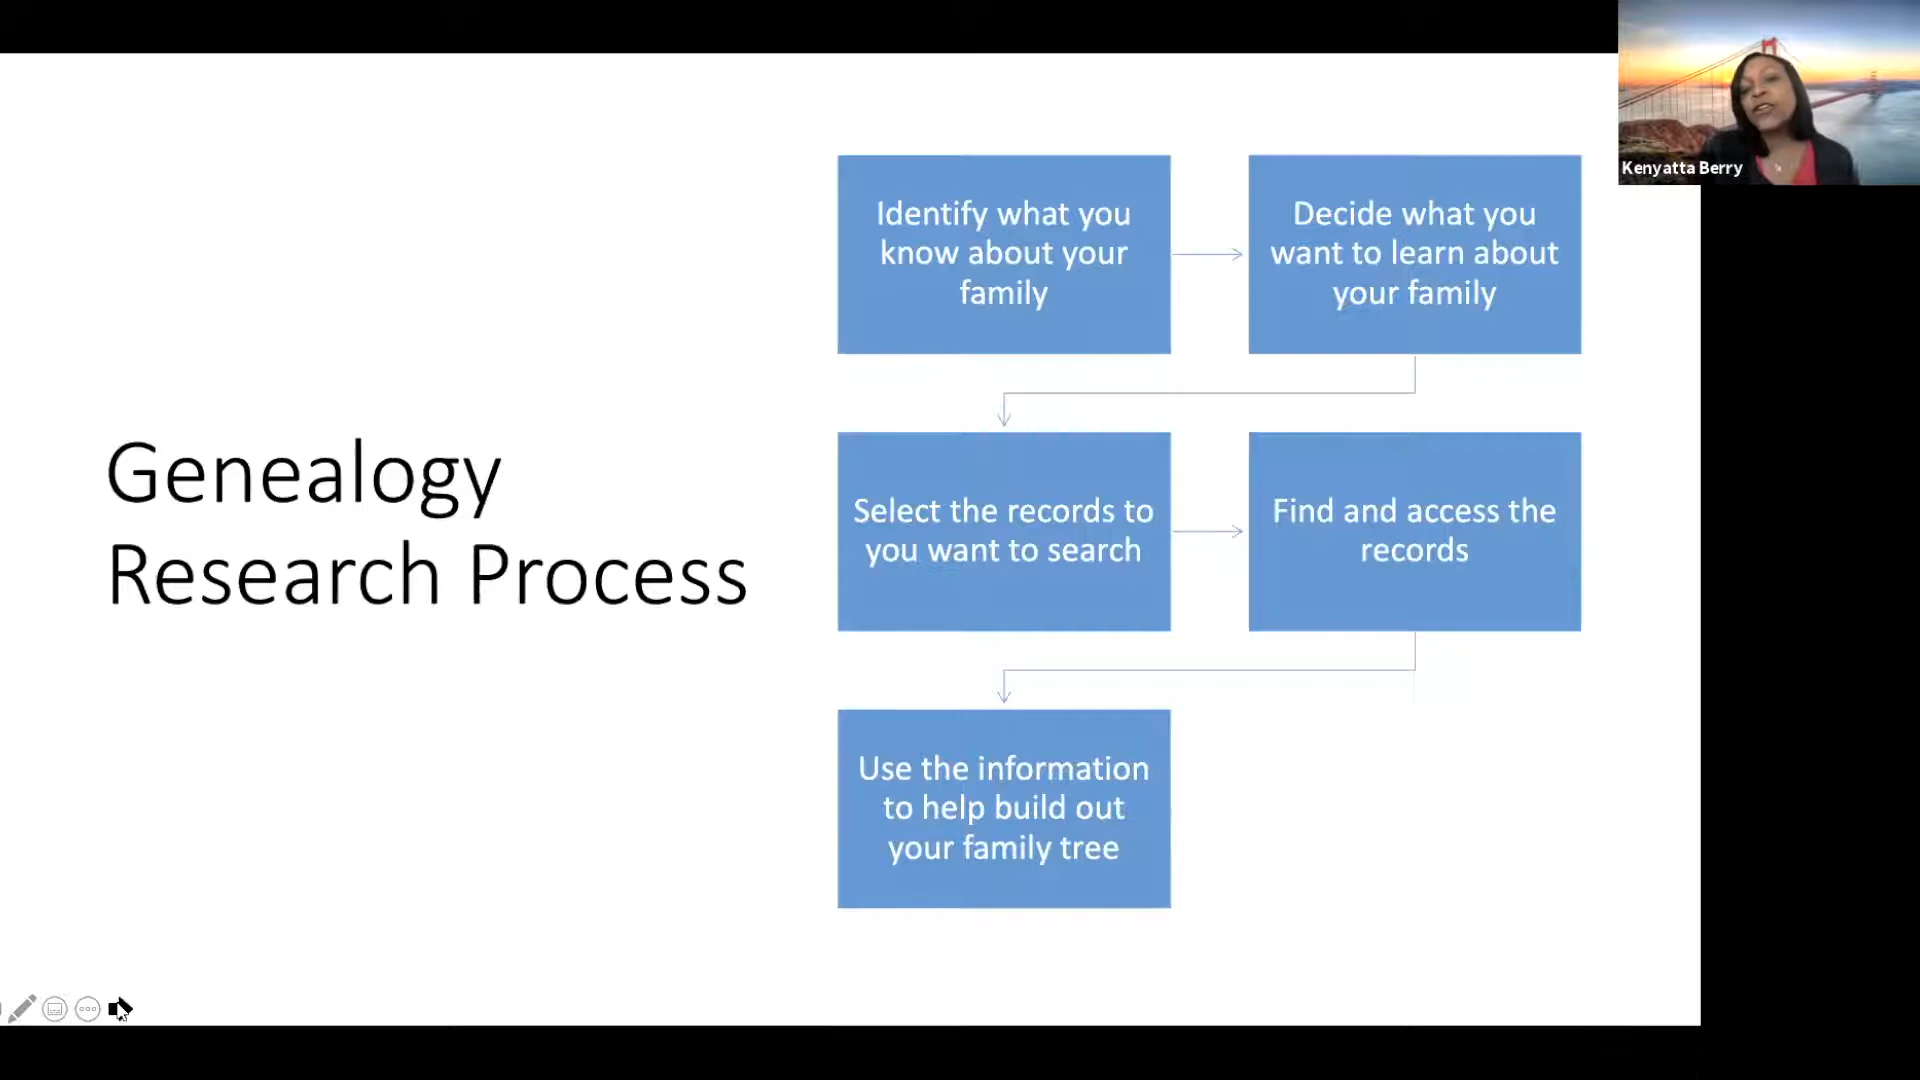 Genealogy
Research Process
Identify what you
know about your
family
Decide what you
want to learn about
your family
Select the records to
you want to search
Find and access the
records
Use the information
to help build out
your family tree
Kenyatta Berry